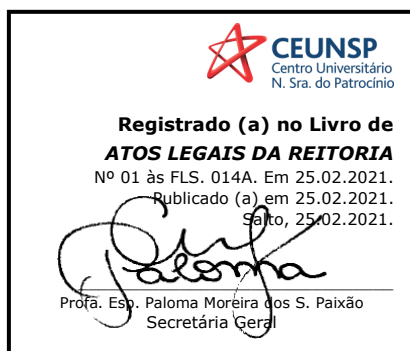 CEUNSP
Centro Universitário
N. Sra. do Patrocínio
Registrado (a) no Livro de
ATOS LEGAIS DA REITORIA
Nº 01 às FLS. 014A. Em 25.02.2021.
Publicado (a) em 25.02.2021.
Salto, 25.02.2021.
Paloma
Profa. Esp. Paloma Moreira dos S. Paixão
Secretária Geral